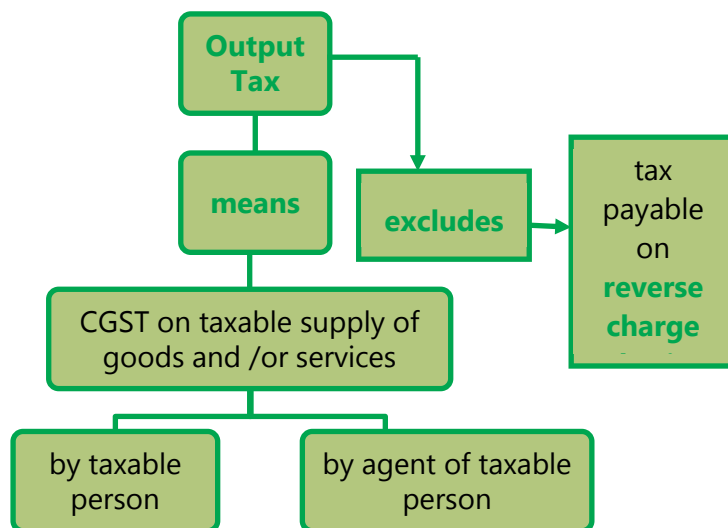 Output
Tax
means
excludes
tax
payable
on
reverse
charge
CGST on taxable supply of
goods and /or services
by taxable
person
by agent of taxable
person